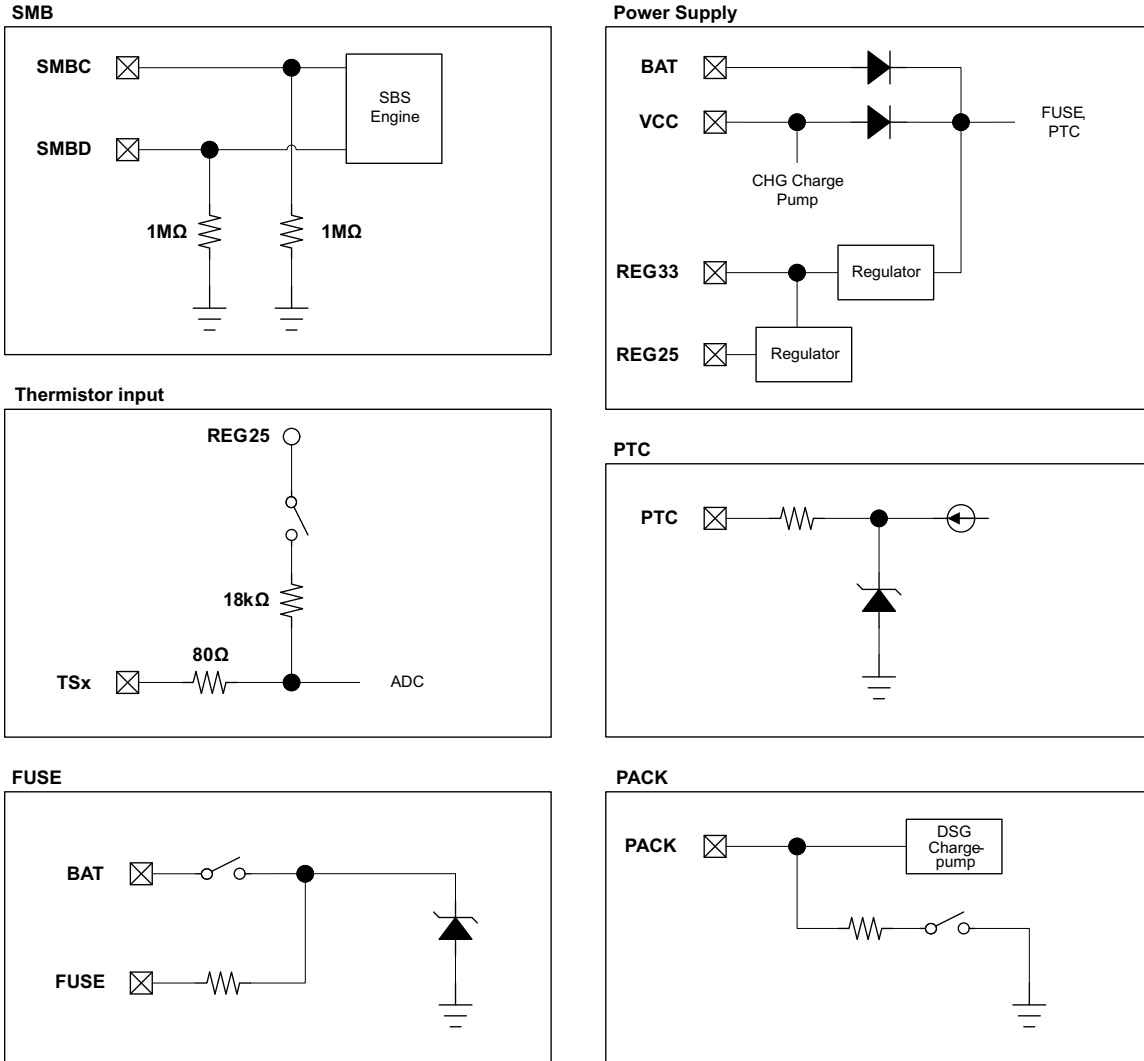 SMB
SMBC
SMBD
SBS
Engine
1MΩ
1MΩ
Power Supply
BAT
VCC
FUSE,
PTC
CHG Charge
Pump
REG33
Regulator
REG25
Regulator
Thermistor input
REG25
18kΩ
80Ω
TSx
ADC
PTC
PTC
FUSE
BAT
FUSE
PACK
PACK
DSG
Charge-
pump